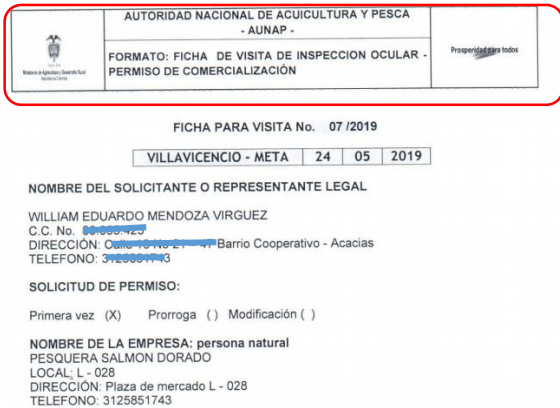 AUTORIDAD NACIONAL DE ACUICULTURA Y PESCA
- AUNAP -
Ministerio de Agricultura y Desarrollo Rural
República de Colombia
FORMATO: FICHA DE VISITA DE INSPECCION OCULAR -
PERMISO DE COMERCIALIZACIÓN
Prosperidad para todos
FICHA PARA VISITA No. 07 /2019
VILLAVICENCIO - META 24 05 2019
NOMBRE DEL SOLICITANTE O REPRESENTANTE LEGAL
WILLIAM EDUARDO MENDOZA VIRGUEZ
C.C. No.
DIRECCIÓN: Barrio Cooperativo - Acacias
TELEFONO:
SOLICITUD DE PERMISO:
Primera vez (X) Prorroga ( ) Modificación ( )
NOMBRE DE LA EMPRESA: persona natural
PESQUERA SALMON DORADO
LOCAL: L - 028
DIRECCIÓN: Plaza de mercado L - 028
TELEFONO: 3125851743